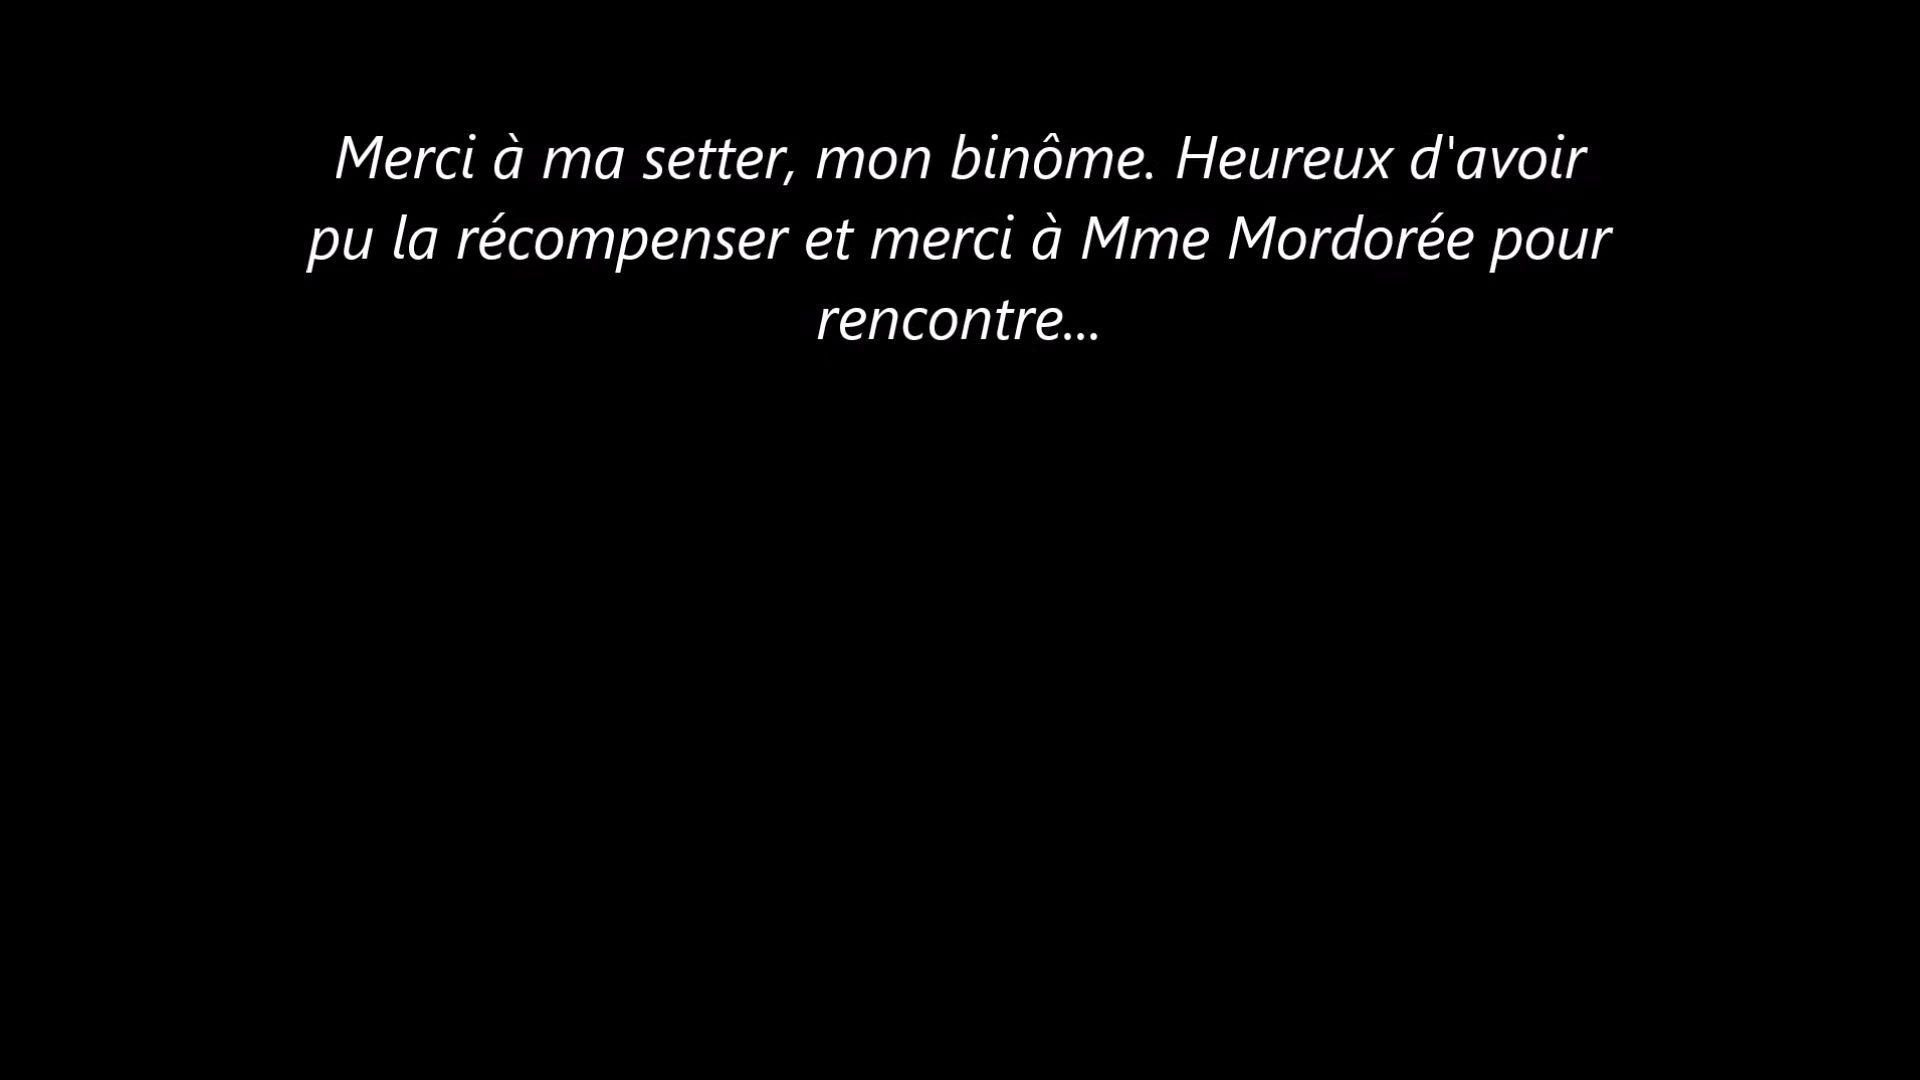 Merci à ma setter, mon binôme. Heureux d'avoir
pu la récompenser et merci à Mme Mordorée pour
rencontre...